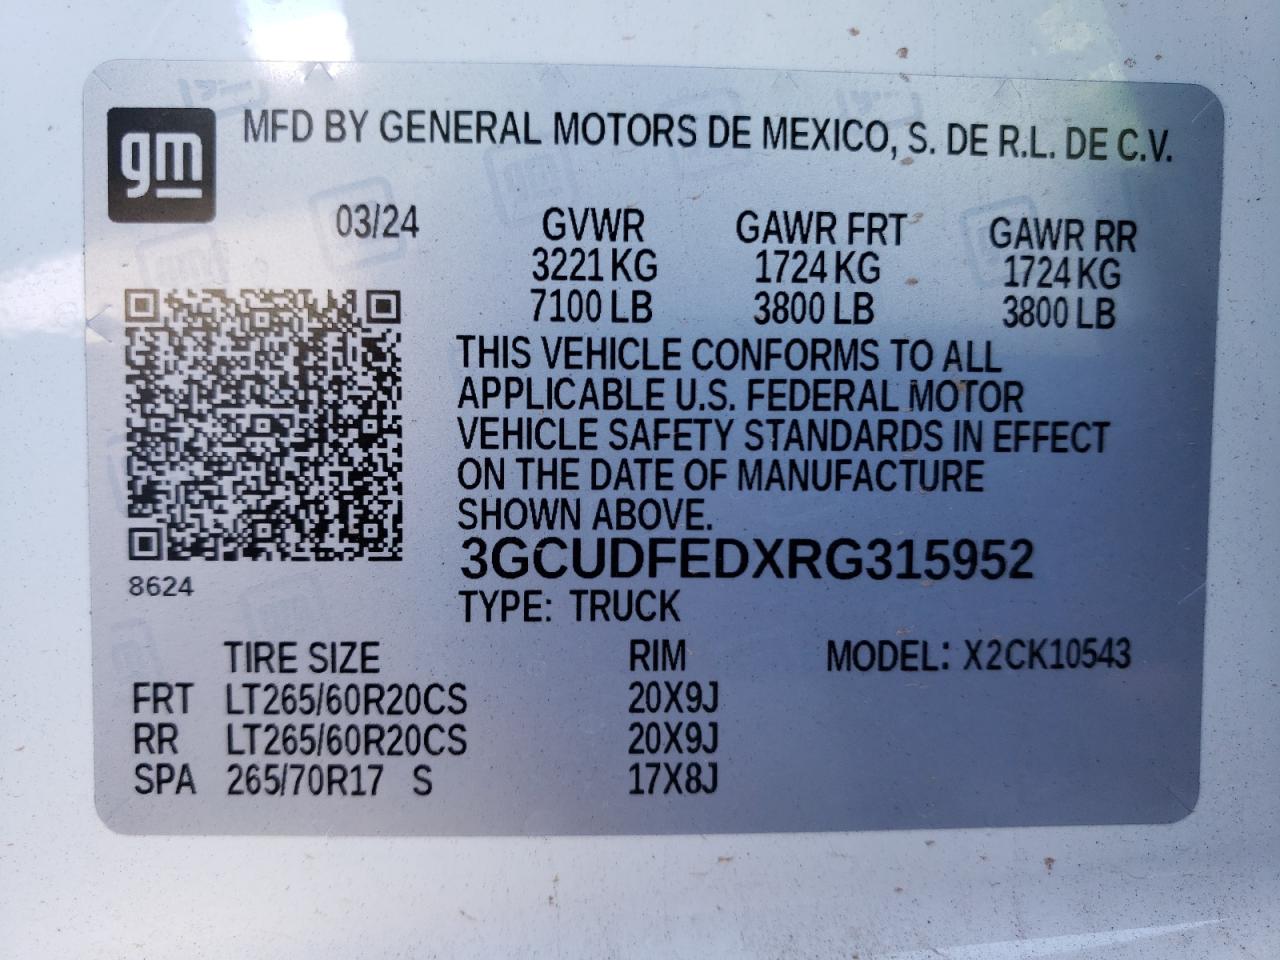 gm
MFD BY GENERAL MOTORS DE MEXICO, S. DE R.L. DE C.V.
03/24 GVWR GAWR FRT GAWR RR
3221 KG 1724 KG 1724 KG
7100 LB 3800 LB 3800 LB
THIS VEHICLE CONFORMS TO ALL
APPLICABLE U.S. FEDERAL MOTOR
VEHICLE SAFETY STANDARDS IN EFFECT
ON THE DATE OF MANUFACTURE
SHOWN ABOVE.
3GCUDFEDXRG315952
8624
TYPE: TRUCK
TIRE SIZE RIM MODEL: X2CK10543
FRT LT265/60R20CS 20X9J
RR LT265/60R20CS 20X9J
SPA 265/70R17 S 17X8J